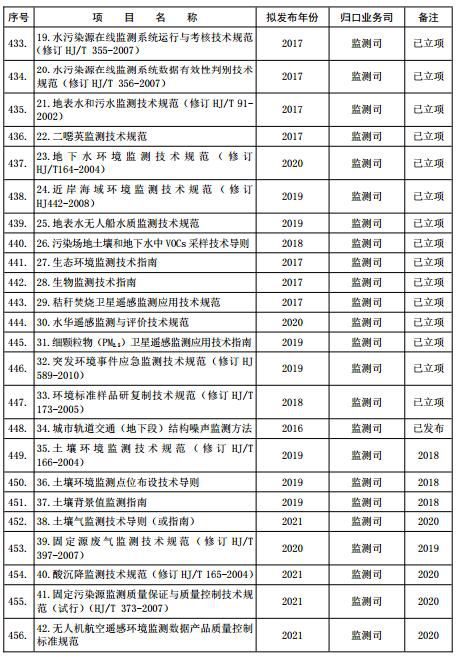 序号 项 目 名 称 拟发布年份 归口业务司 备注
433. 19.水污染源在线监测系统运行与考核技术规范 2017 监测司 已立项
（修订 HJ/T 355-2007）
434. 20.水污染源在线监测系统数据有效性判别技术 2017 监测司 已立项
规范（修订 HJ/T 356-2007）
435. 21.地表水和污水监测技术规范（修订 HJ/T 91- 2017 监测司 已立项
2002）
436. 22.二噁英监测技术规范 2017 监测司 已立项
437. 23.地下水环境监测技术规范（修订 2020 监测司 已立项
HJ/T164-2004）
438. 24.近岸海域环境监测技术规范（修订 2019 监测司 已立项
HJ442-2008）
439. 25.地表水无人船水质监测技术规范 2019 监测司 已立项
440. 26.污染场地土壤和地下水中 VOCs 采样技术导则 2018 监测司 已立项
441. 27.生态环境监测技术指南 2017 监测司 已立项
442. 28.生物监测技术指南 2017 监测司 已立项
443. 29.秸秆焚烧卫星遥感监测应用技术规范 2017 监测司 已立项
444. 30.水华遥感监测与评价技术规范 2020 监测司 已立项
445. 31.细颗粒物（PM2.5）卫星遥感监测应用技术指南 2019 监测司 已立项
446. 32.突发环境事件应急监测技术规范（修订 HJ 2019 监测司 已立项
589-2010）
447. 33.环境标准样品研复制技术规范（修订 HJ/T 2018 监测司 已立项
173-2005）
448. 34.城市轨道交通（地下段）结构噪声监测方法 2016 监测司 已发布
449. 35.土壤环境监测技术规范（修订 HJ/T 2019 监测司 2018
166-2004）
450. 36.土壤环境监测点位布设技术导则 2019 监测司 2018
451. 37.土壤背景值监测指南 2019 监测司 2018
452. 38.土壤气监测技术导则（或指南） 2021 监测司 2020
453. 39.固定源废气监测技术规范（修订 HJ/T 2020 监测司 2019
397-2007）
454. 40.酸沉降监测技术规范（修订 HJ/T 165-2004） 2021 监测司 2020
455. 41.固定污染源监测质量保证与质量控制技术规 2021 监测司 2020
范（试行）(HJ/T 373-2007）
456. 42.无人机航空遥感环境监测数据产品质量控制 2021 监测司 2020
标准规范